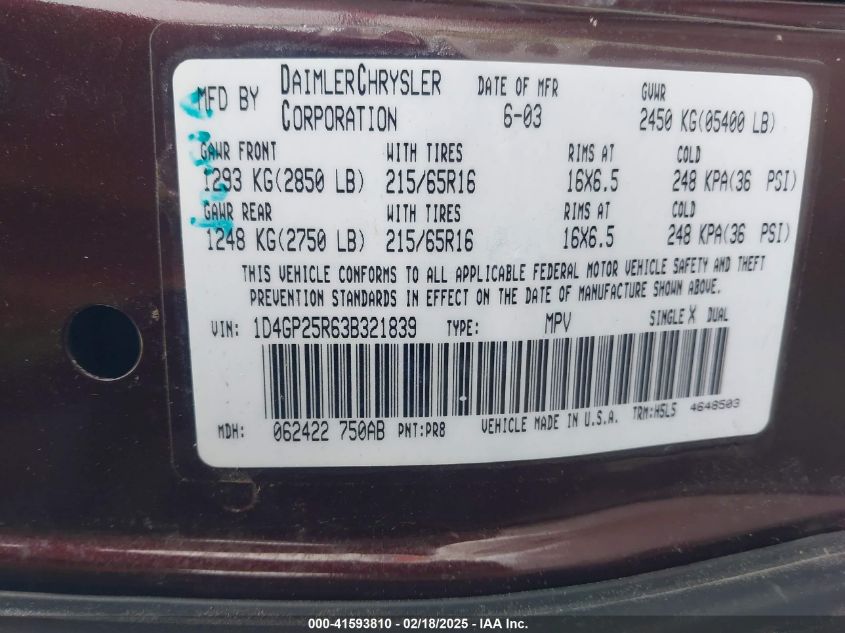 MFD BY DAIMLERCHRYSLER CORPORATION DATE OF MFR 6-03 GVWR 2450 KG(05400 LB)
GAWR FRONT WITH TIRES RIMS AT COLD
1293 KG(2850 LB) 215/65R16 16X6.5 248 KPA(36 PSI)
GAWR REAR WITH TIRES RIMS AT COLD
1248 KG(2750 LB) 215/65R16 16X6.5 248 KPA(36 PSI)
THIS VEHICLE CONFORMS TO ALL APPLICABLE FEDERAL MOTOR VEHICLE SAFETY AND THEFT
PREVENTION STANDARDS IN EFFECT ON THE DATE OF MANUFACTURE SHOWN ABOVE.
VIN: 1D4GP25R63B321839 TYPE: MPV SINGLE X DUAL
MDH: 062422 750AB PNT:PR8 VEHICLE MADE IN U.S.A. TRM:H5L5 4648503
000-41593810 - 02/18/2025 - IAA Inc.